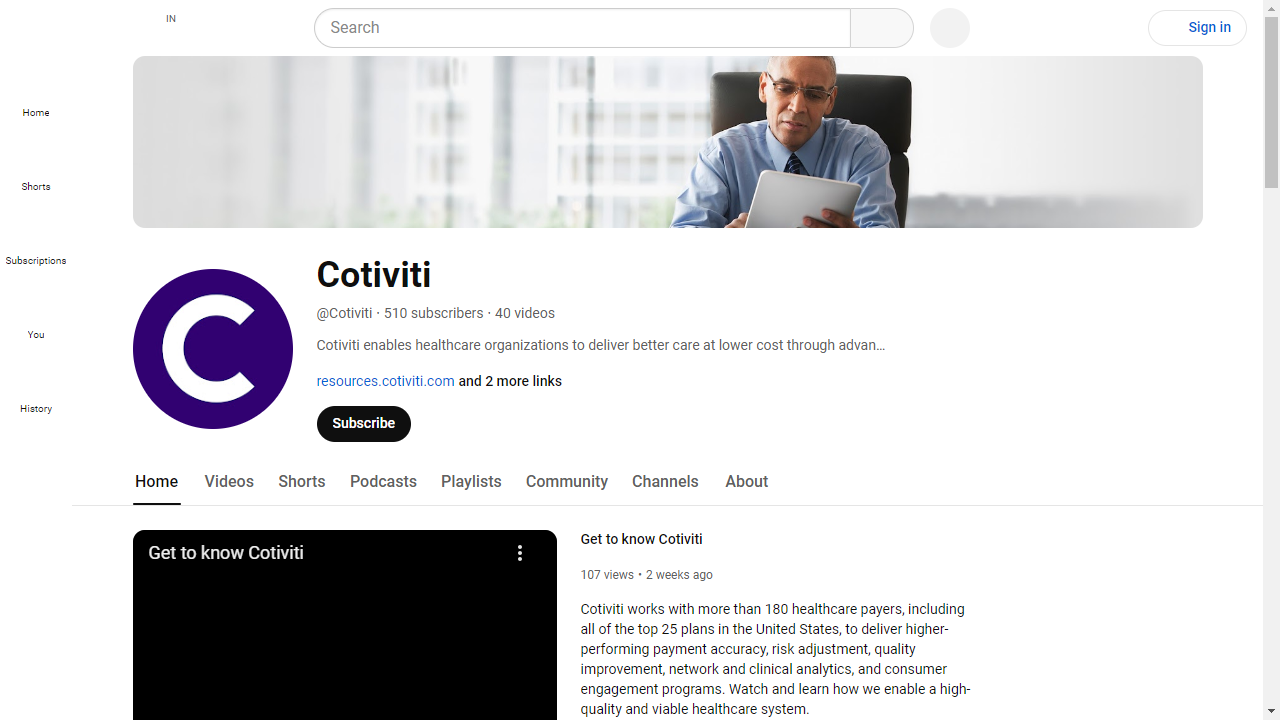 IN
Search
Sign in
Home
Shorts
Subscriptions
You
History
Cotiviti
@Cotiviti · 510 subscribers · 40 videos
Cotiviti enables healthcare organizations to deliver better care at lower cost through advan...
resources.cotiviti.com and 2 more links
Subscribe
Home Videos Shorts Podcasts Playlists Community Channels About
Get to know Cotiviti
Get to know Cotiviti
107 views • 2 weeks ago
Cotiviti works with more than 180 healthcare payers, including
all of the top 25 plans in the United States, to deliver higher-
performing payment accuracy, risk adjustment, quality
improvement, network and clinical analytics, and consumer
engagement programs. Watch and learn how we enable a high-
quality and viable healthcare system.